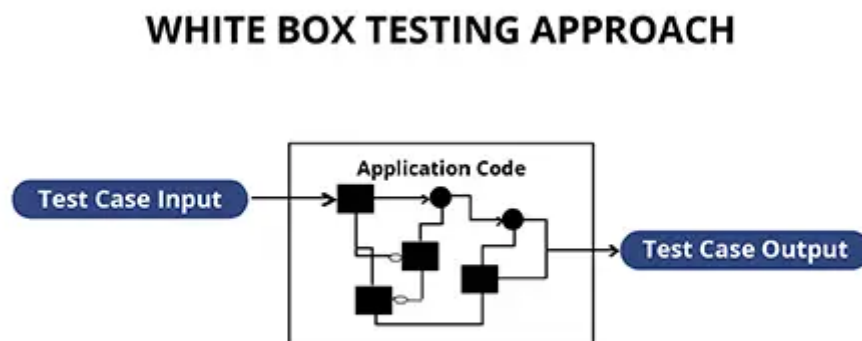 WHITE BOX TESTING APPROACH
Application Code
Test Case Input
Test Case Output